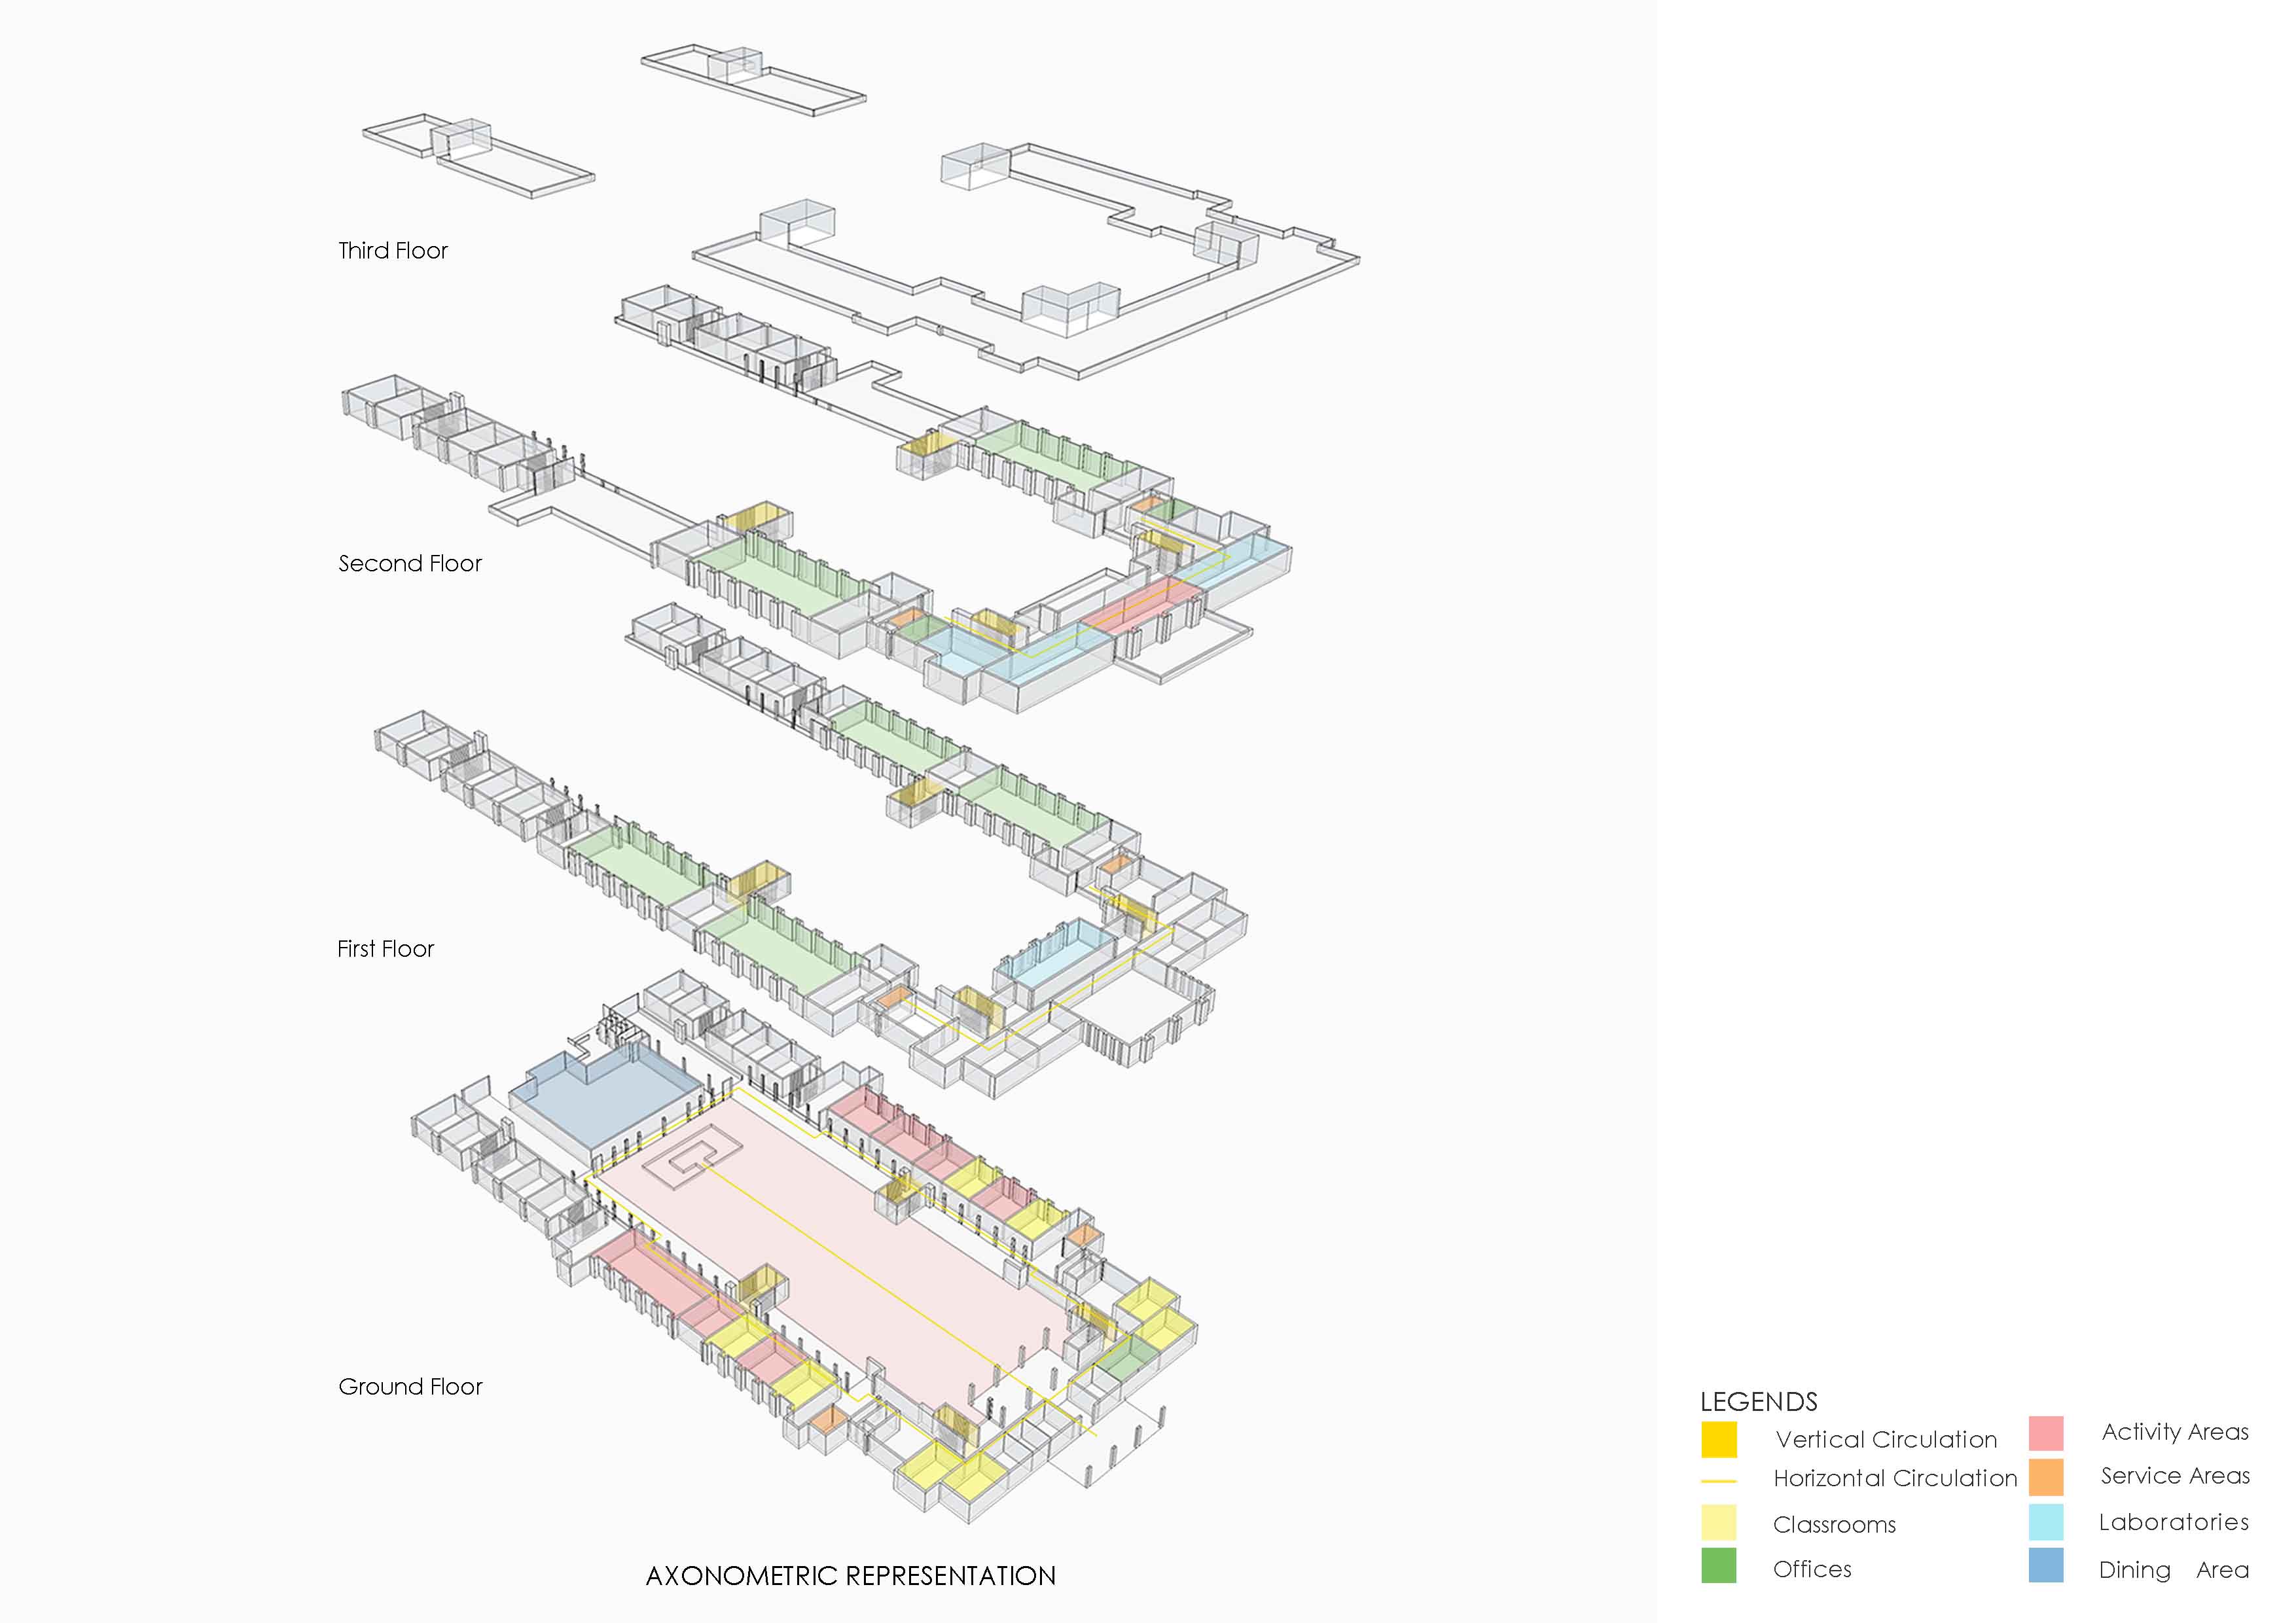 Third Floor
Second Floor
First Floor
Ground Floor
AXONOMETRIC REPRESENTATION
LEGENDS
Vertical Circulation
Horizontal Circulation
Classrooms
Offices
Activity Areas
Service Areas
Laboratories
Dining Area